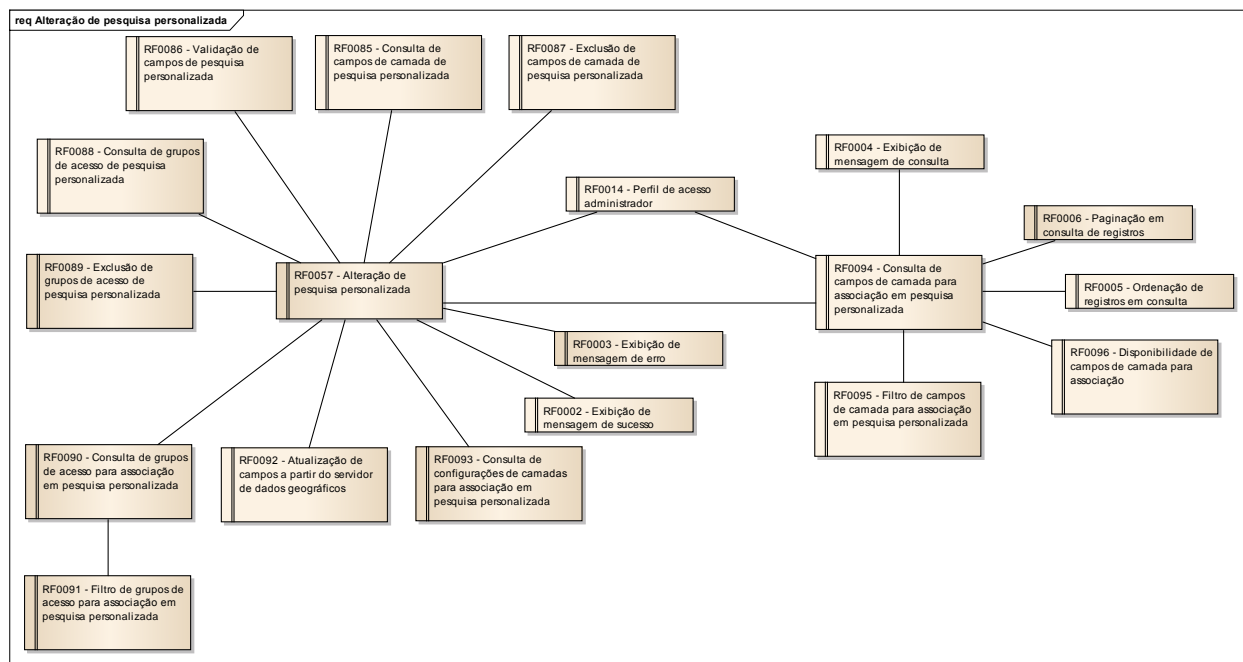 req Alteração de pesquisa personalizada
RF0086 - Validação de
campos de pesquisa
personalizada
RF0085 - Consulta de
campos de camada de
pesquisa personalizada
RF0087 - Exclusão de
campos de camada de
pesquisa personalizada
RF0088 - Consulta de grupos
de acesso de pesquisa
personalizada
RF0004 - Exibição de
mensagem de consulta
RF0014 - Perfil de acesso
administrador
RF0006 - Paginação em
consulta de registros
RF0089 - Exclusão de
grupos de acesso de
pesquisa personalizada
RF0057 - Alteração de
pesquisa personalizada
RF0094 - Consulta de
campos de camada para
associação em pesquisa
personalizada
RF0005 - Ordenação de
registros em consulta
RF0003 - Exibição de
mensagem de erro
RF0096 - Disponibilidade de
campos de camada para
associação
RF0002 - Exibição de
mensagem de sucesso
RF0095 - Filtro de campos
de camada para associação
em pesquisa personalizada
RF0090 - Consulta de grupos
de acesso para associação
em pesquisa personalizada
RF0092 - Atualização de
campos a partir do servidor
de dados geográficos
RF0093 - Consulta de
configurações de camadas
para associação em
pesquisa personalizada
RF0091 - Filtro de grupos de
acesso para associação em
pesquisa personalizada